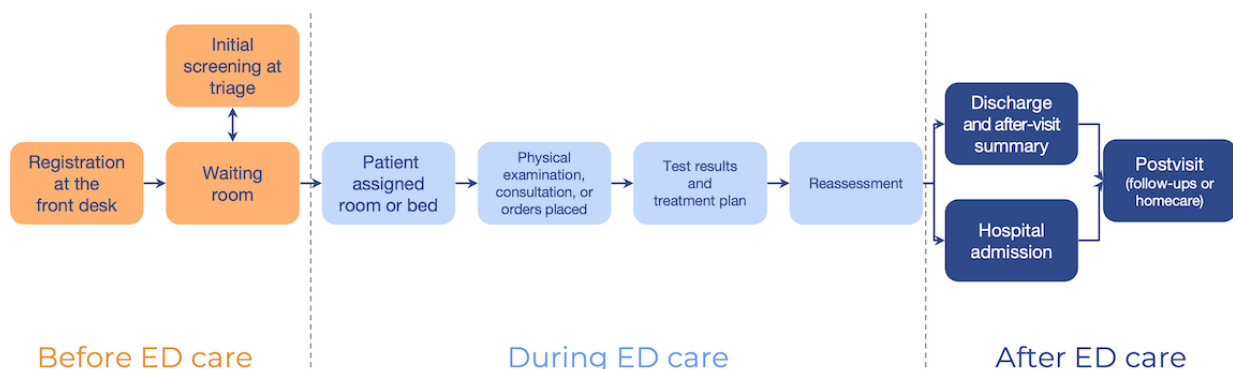 Initial
screening at
triage
Registration
at the
front desk
Waiting
room
Patient
assigned
room or bed
Physical
examination,
consultation, or
orders placed
Test results
and
treatment plan
Reassessment
Discharge
and after-visit
summary
Hospital
admission
Postvisit
(follow-ups or
homecare)
Before ED care
During ED care
After ED care